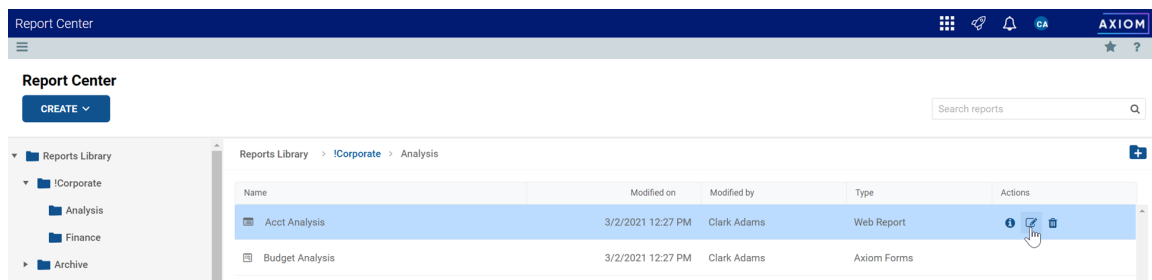 Report Center
CA
AXIOM
?
Report Center
CREATE
Search reports
Reports Library
!Corporate
Analysis
Finance
Archive
Reports Library > !Corporate > Analysis
Name Modified on Modified by Type Actions
Acct Analysis 3/2/2021 12:27 PM Clark Adams Web Report
Budget Analysis 3/2/2021 12:27 PM Clark Adams Axiom Forms